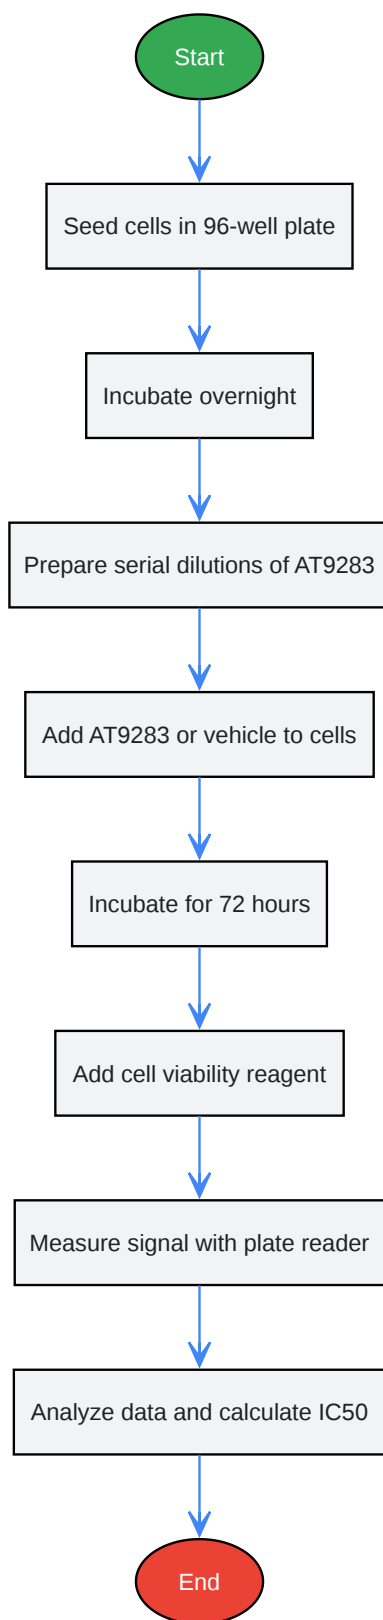 Start
Seed cells in 96-well plate
Incubate overnight
Prepare serial dilutions of AT9283
Add AT9283 or vehicle to cells
Incubate for 72 hours
Add cell viability reagent
Measure signal with plate reader
Analyze data and calculate IC50
End